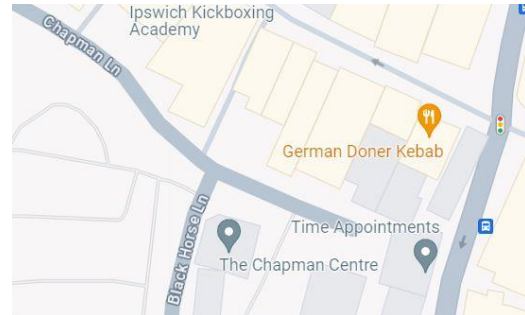 Ipswich Kickboxing
Academy
Chapman Ln
German Doner Kebab
Black Horse Ln
Time Appointments
The Chapman Centre